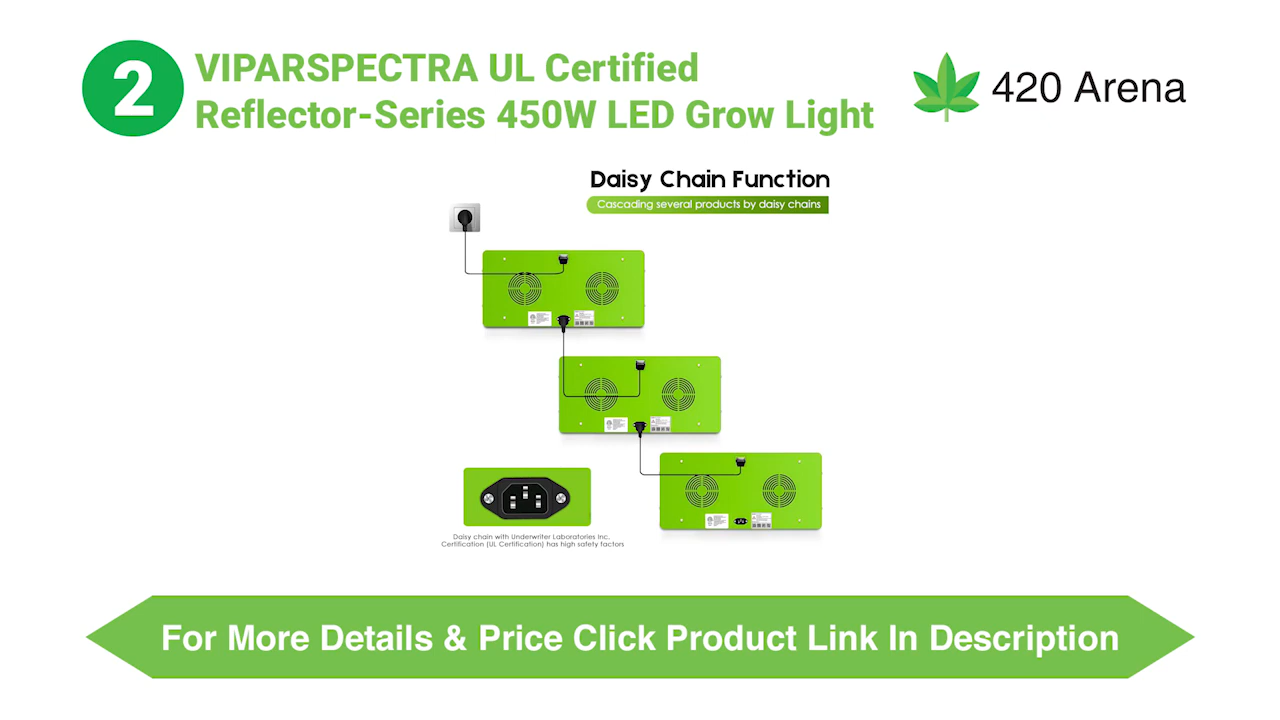 2
VIPARSPECTRA UL Certified
Reflector-Series 450W LED Grow Light
420 Arena
Daisy Chain Function
Cascading several products by daisy chains
Daisy chain with Underwriter Laboratories Inc.
Certification (UL Certification) has high safety factors
For More Details & Price Click Product Link In Description